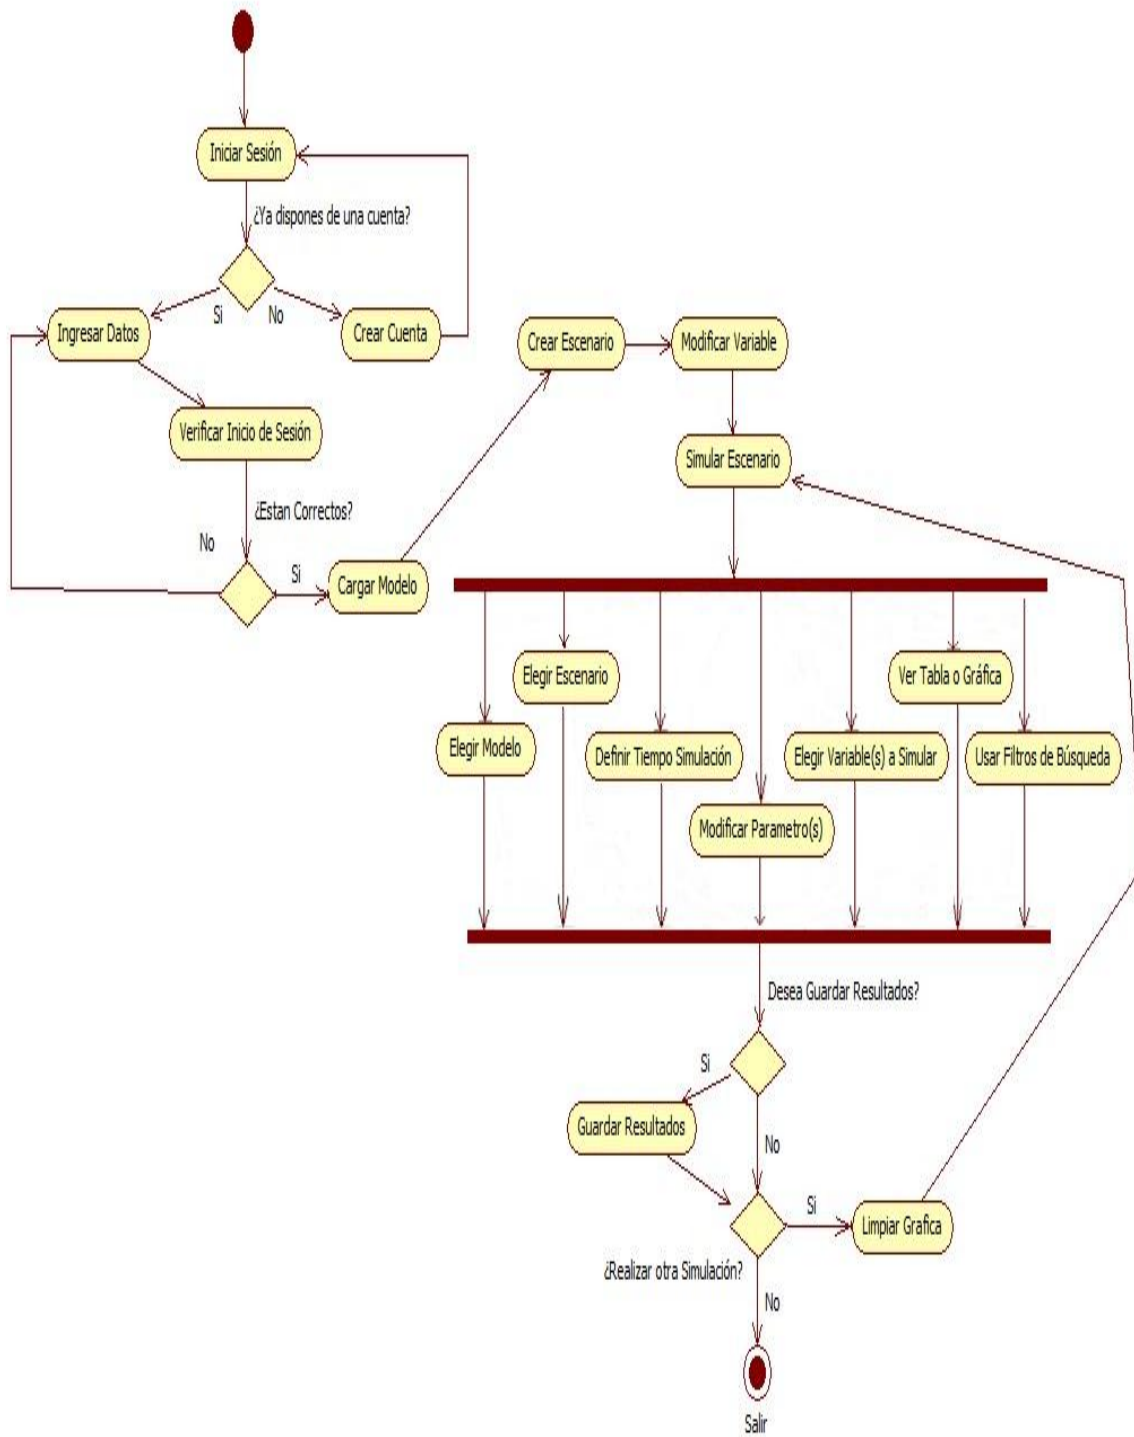 Iniciar Sesión
¿Ya dispones de una cuenta?
Si
No
Ingresar Datos
Crear Cuenta
Crear Escenario
Modificar Variable
Verificar Inicio de Sesión
Simular Escenario
¿Estan Correctos?
No
Si
Cargar Modelo
Elegir Escenario
Ver Tabla o Gráfica
Elegir Modelo
Definir Tiempo Simulación
Elegir Variable(s) a Simular
Usar Filtros de Búsqueda
Modificar Parametro(s)
¿Desea Guardar Resultados?
Si
Guardar Resultados
No
Si
Limpiar Grafica
¿Realizar otra Simulación?
No
Salir